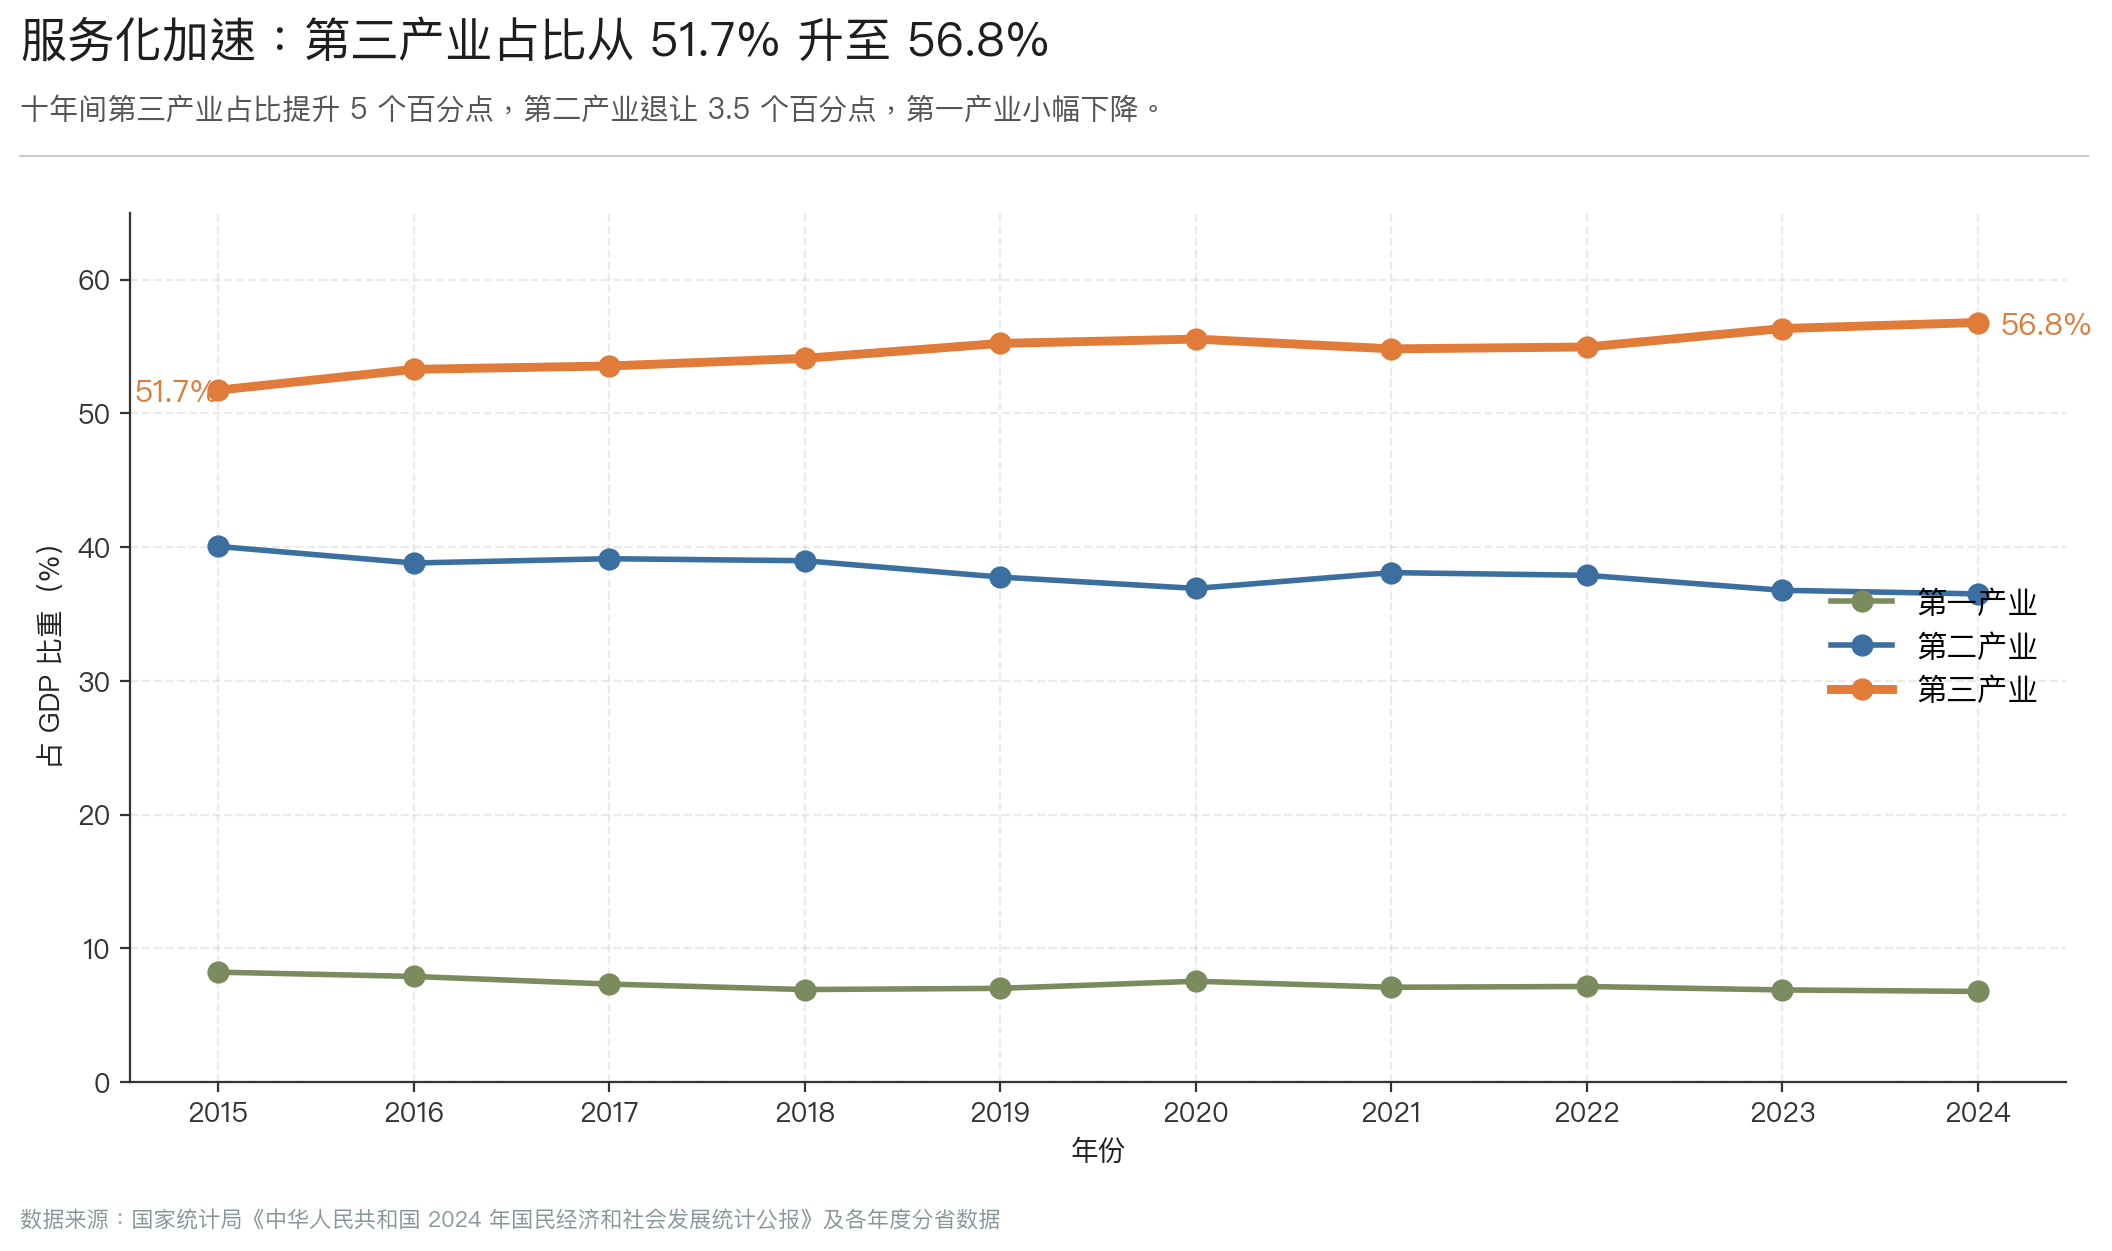 服务化加速：第三产业占比从 51.7% 升至 56.8%
十年间第三产业占比提升 5 个百分点，第二产业退让 3.5 个百分点，第一产业小幅下降。
占 GDP 比重 (%)
60
50
40
30
20
10
0
51.7%
56.8%
第一产业
第二产业
第三产业
2015 2016 2017 2018 2019 2020 2021 2022 2023 2024
年份
数据来源：国家统计局《中华人民共和国 2024 年国民经济和社会发展统计公报》及各年度分省数据